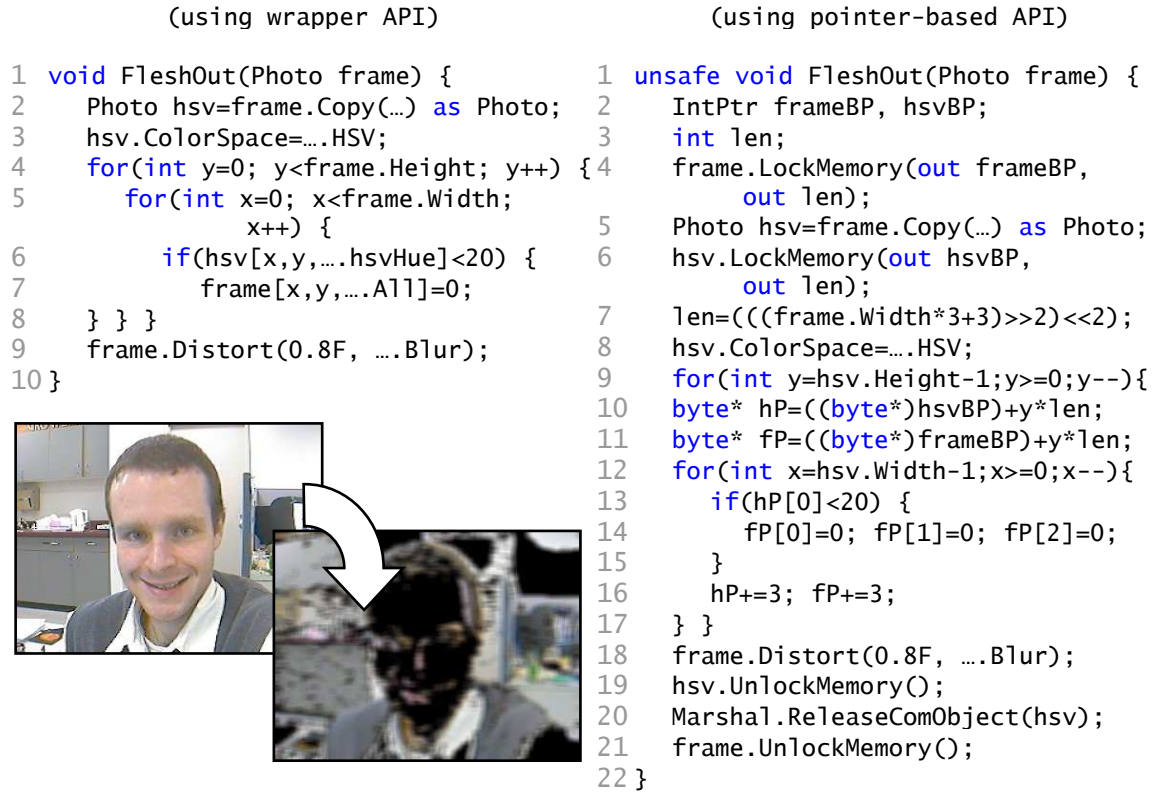 (using wrapper API)
1 void FleshOut(Photo frame) {
2 Photo hsv=frame.Copy(…) as Photo;
3 hsv.ColorSpace=….HSV;
4 for(int y=0; y<frame.Height; y++) {
5 for(int x=0; x<frame.Width;
x++) {
6 if(hsv[x,y,….hsvHue]<20) {
7 frame[x,y,….All]=0;
8 } } }
9 frame.Distort(0.8F, ….Blur);
10 }
(using pointer-based API)
1 unsafe void FleshOut(Photo frame) {
2 IntPtr frameBP, hsvBP;
3 int len;
4 frame.LockMemory(out frameBP,
out len);
5 Photo hsv=frame.Copy(…) as Photo;
6 hsv.LockMemory(out hsvBP,
out len);
7 len=(((frame.Width*3+3)>>2)<<2);
8 hsv.ColorSpace=….HSV;
9 for(int y=hsv.Height-1;y>=0;y--){
10 byte* hP=((byte*)hsvBP)+y*len;
11 byte* fP=((byte*)frameBP)+y*len;
12 for(int x=hsv.Width-1;x>=0;x--){
13 if(hP[0]<20) {
14 fP[0]=0; fP[1]=0; fP[2]=0;
15 }
16 hP+=3; fP+=3;
17 } }
18 frame.Distort(0.8F, ….Blur);
19 hsv.UnlockMemory();
20 Marshal.ReleaseComObject(hsv);
21 frame.UnlockMemory();
22 }